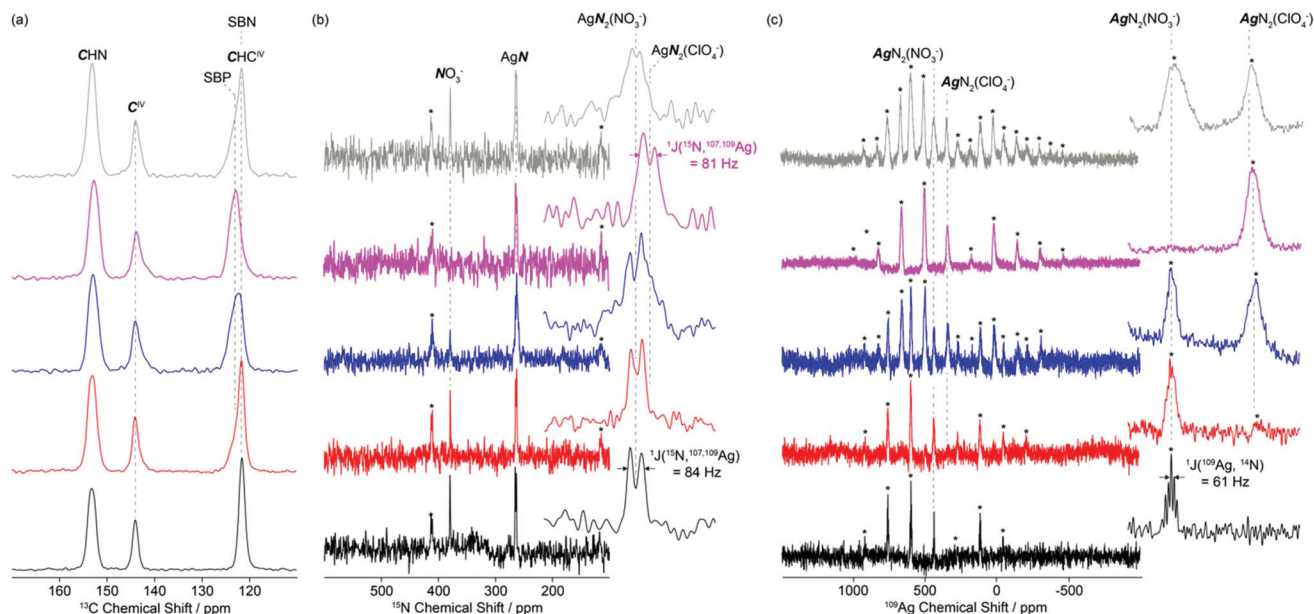 (a)
SBN
CHN
CHCᴵⱽ
SBP
Cᴵⱽ
160 150 140 130 120
¹³C Chemical Shift / ppm
(b)
AgN₂(NO₃⁻)
AgN₂(ClO₄⁻)
AgN
NO₃⁻
* *
¹J(¹⁵N,¹⁰⁷,¹⁰⁹Ag)
= 81 Hz
* *
* *
* *
¹J(¹⁵N,¹⁰⁷,¹⁰⁹Ag)
= 84 Hz
*
500 400 300 200
¹⁵N Chemical Shift / ppm
(c)
AgN₂(NO₃⁻)
AgN₂(ClO₄⁻)
AgN₂(NO₃⁻)
AgN₂(ClO₄⁻)
¹J(¹⁰⁹Ag, ¹⁴N)
= 61 Hz
1000 500 0 -500
¹⁰⁹Ag Chemical Shift / ppm